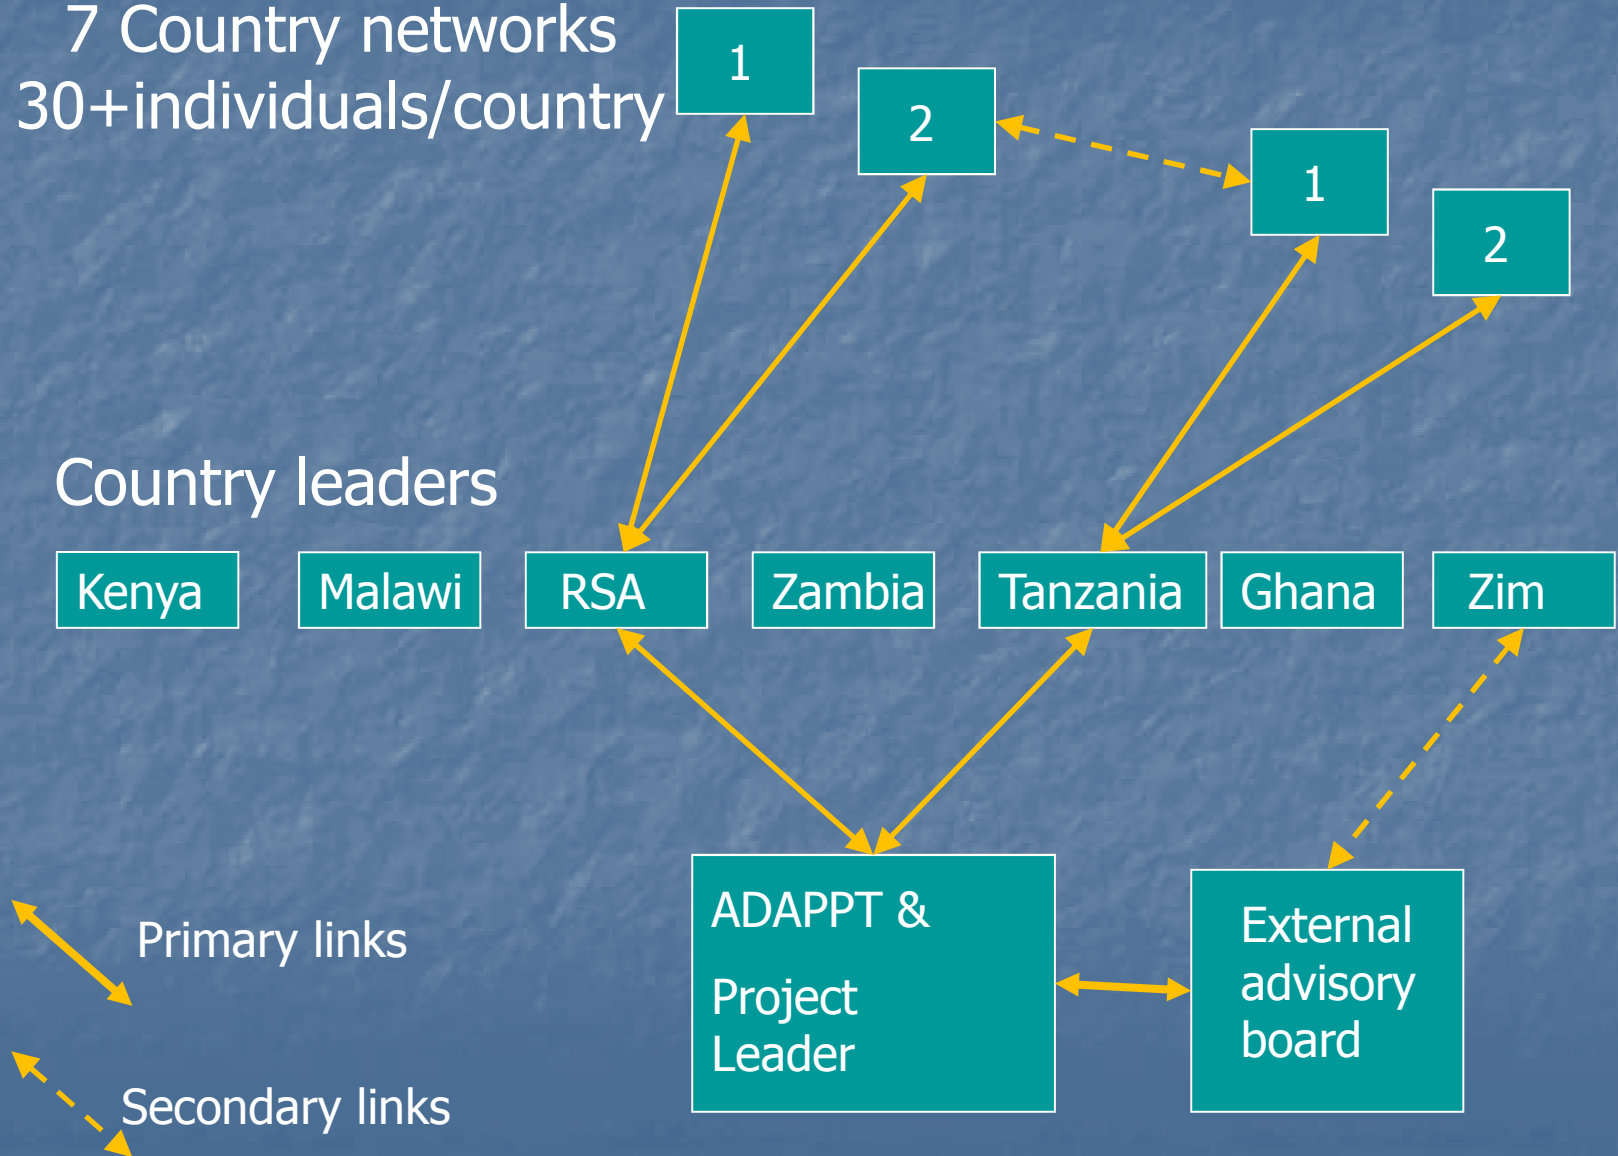 7 Country networks
30+individuals/country
1
2
1
2
Country leaders
Kenya
Malawi
RSA
Zambia
Tanzania
Ghana
Zim
ADAPPT &
Project
Leader
External
advisory
board
Primary links
Secondary links